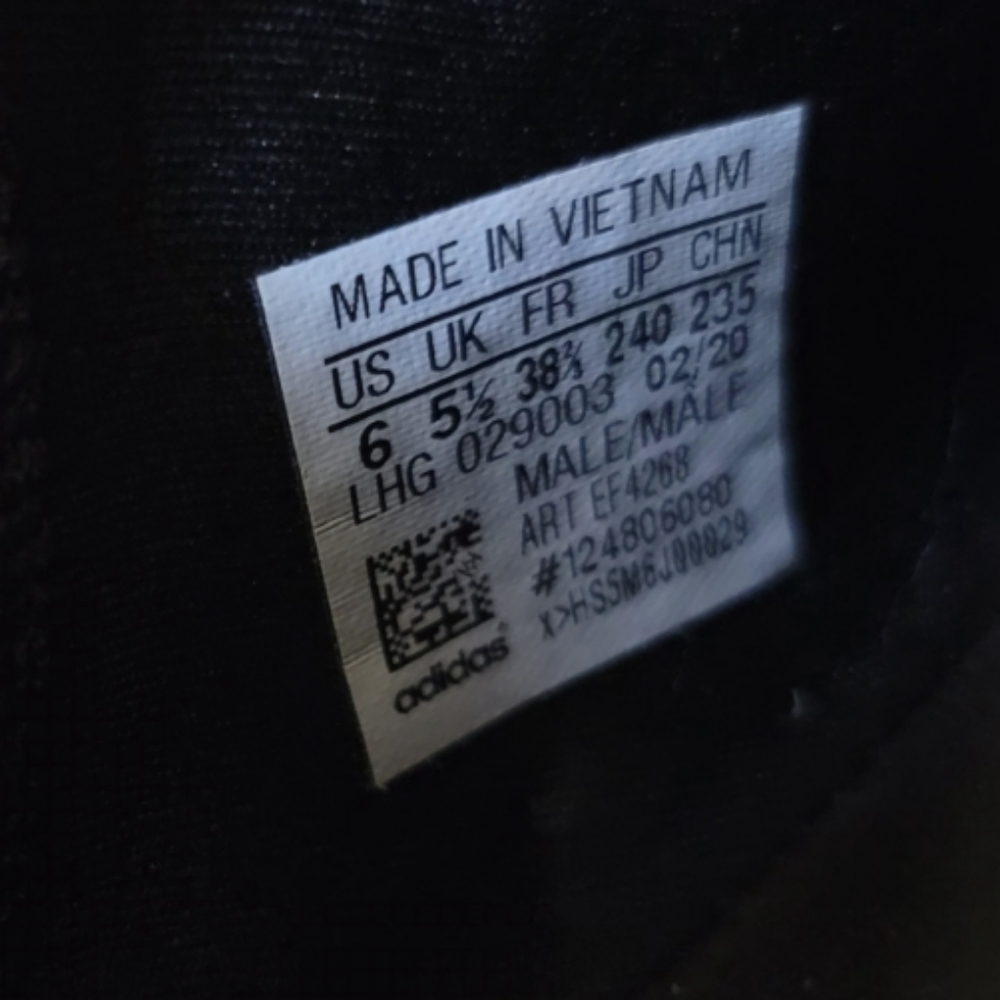 MADE IN VIETNAM
US UK FR JP CHN
6 5½ 38⅔ 240 235
LHG 029003 02/20
MALE/MÂLE
ART EF4268
#124806080
x>HS5M6J00029
adidas